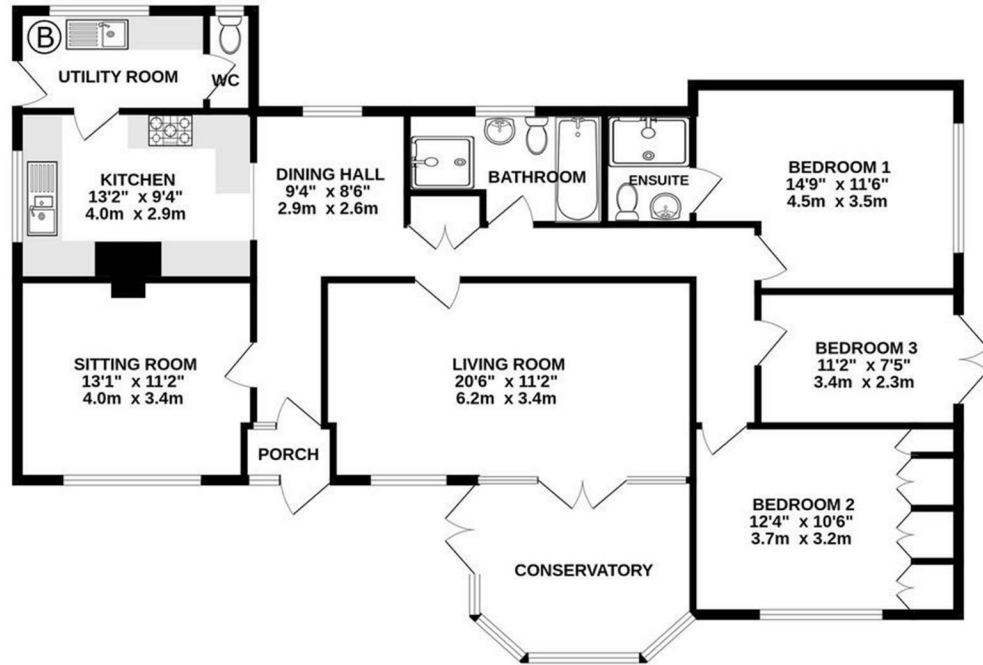 B
UTILITY ROOM
WC
KITCHEN
13'2" x 9'4"
4.0m x 2.9m
DINING HALL
9'4" x 8'6"
2.9m x 2.6m
BATHROOM
ENSUITE
BEDROOM 1
14'9" x 11'6"
4.5m x 3.5m
SITTING ROOM
13'1" x 11'2"
4.0m x 3.4m
LIVING ROOM
20'6" x 11'2"
6.2m x 3.4m
BEDROOM 3
11'2" x 7'5"
3.4m x 2.3m
PORCH
BEDROOM 2
12'4" x 10'6"
3.7m x 3.2m
CONSERVATORY